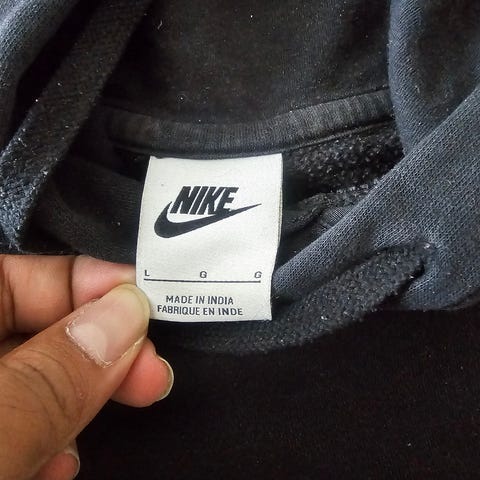 NIKE
L G G
MADE IN INDIA
FABRIQUE EN INDE